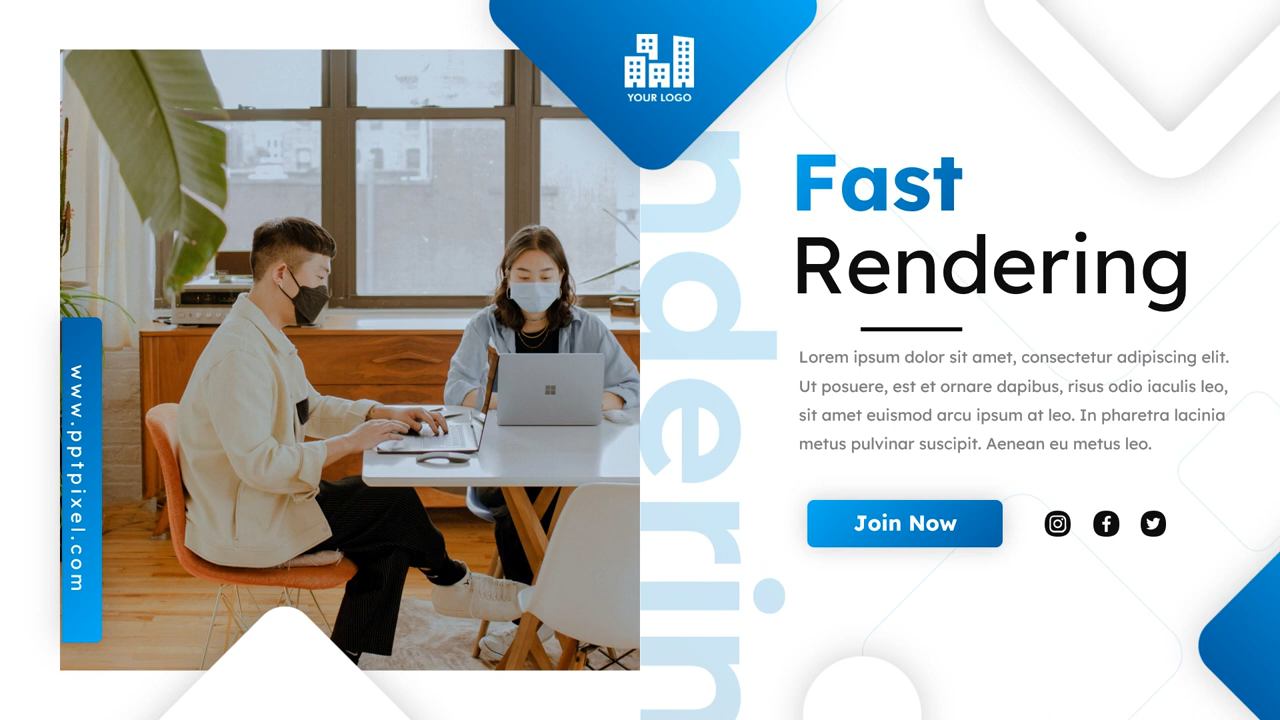 YOUR LOGO
Fast
Rendering
Lorem ipsum dolor sit amet, consectetur adipiscing elit.
Ut posuere, est et ornare dapibus, risus odio iaculis leo,
sit amet euismod arcu ipsum at leo. In pharetra lacinia
metus pulvinar suscipit. Aenean eu metus leo.
Join Now
www.pptpixel.com
nderin